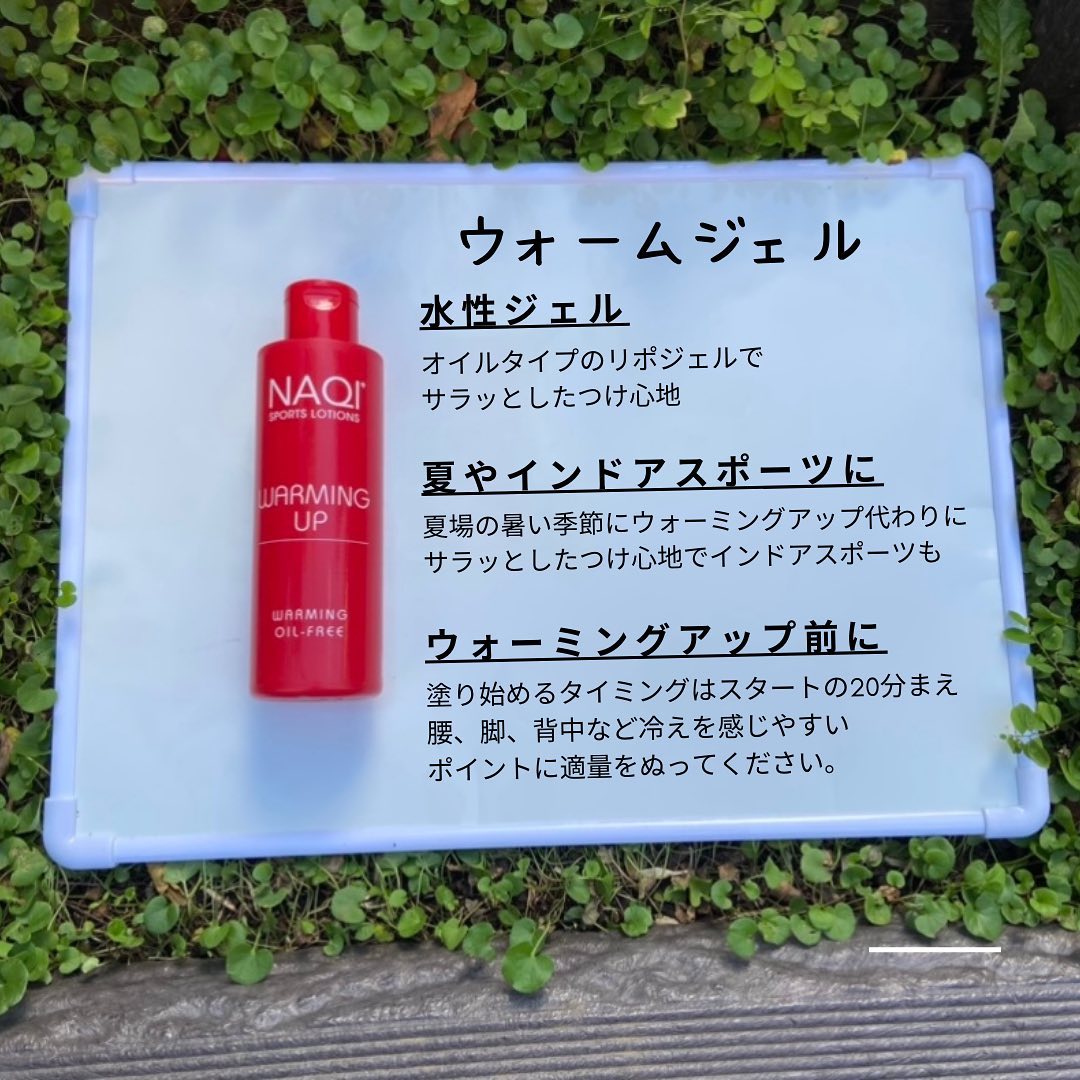 ウォームジェル
水性ジェル
オイルタイプのリポジェルで
サラッとしたつけ心地
夏やインドアスポーツに
夏場の暑い季節にウォーミングアップ代わりに
サラッとしたつけ心地でインドアスポーツも
ウォーミングアップ前に
塗り始めるタイミングはスタートの20分まえ
腰、脚、背中など冷えを感じやすい
ポイントに適量をぬってください。
NAQI
SPORTS LOTIONS
WARMING
UP
WARMING
OIL-FREE